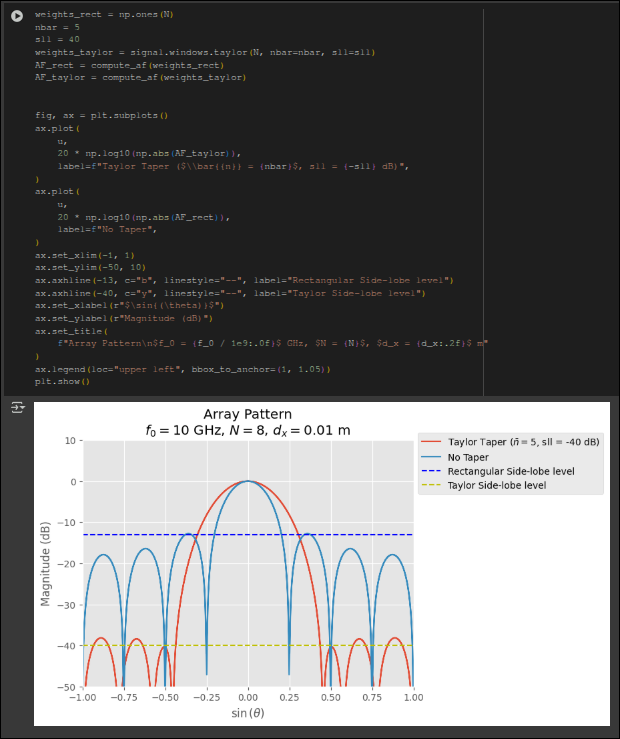 weights_rect = np.ones(N)
nbar = 5
sll = 40
weights_taylor = signal.windows.taylor(N, nbar=nbar, sll=sll)
AF_rect = compute_af(weights_rect)
AF_taylor = compute_af(weights_taylor)
fig, ax = plt.subplots()
ax.plot(
u,
20 * np.log10(np.abs(AF_taylor)),
label=f"Taylor Taper ($\\bar{{n}} = {nbar}$, sll = {-sll} dB)",
)
ax.plot(
u,
20 * np.log10(np.abs(AF_rect)),
label=f"No Taper",
)
ax.set_xlim(-1, 1)
ax.set_ylim(-50, 10)
ax.axhline(-13, c="b", linestyle="--", label="Rectangular Side-lobe level")
ax.axhline(-40, c="y", linestyle="--", label="Taylor Side-lobe level")
ax.set_xlabel(r"$\sin{(\theta)}$")
ax.set_ylabel(r"Magnitude (dB)")
ax.set_title(
f"Array Pattern\n$f_0 = {f_0 / 1e9:.0f}$ GHz, $N = {N}$, $d_x = {d_x:.2f}$ m"
)
ax.legend(loc="upper left", bbox_to_anchor=(1, 1.05))
plt.show()
Array Pattern
f₀ = 10 GHz, N = 8, dₓ = 0.01 m
10
0
−10
−20
−30
−40
−50
Magnitude (dB)
−1.00 −0.75 −0.50 −0.25 0.00 0.25 0.50 0.75 1.00
sin(θ)
Taylor Taper (n̄ = 5, sll = -40 dB)
No Taper
Rectangular Side-lobe level
Taylor Side-lobe level